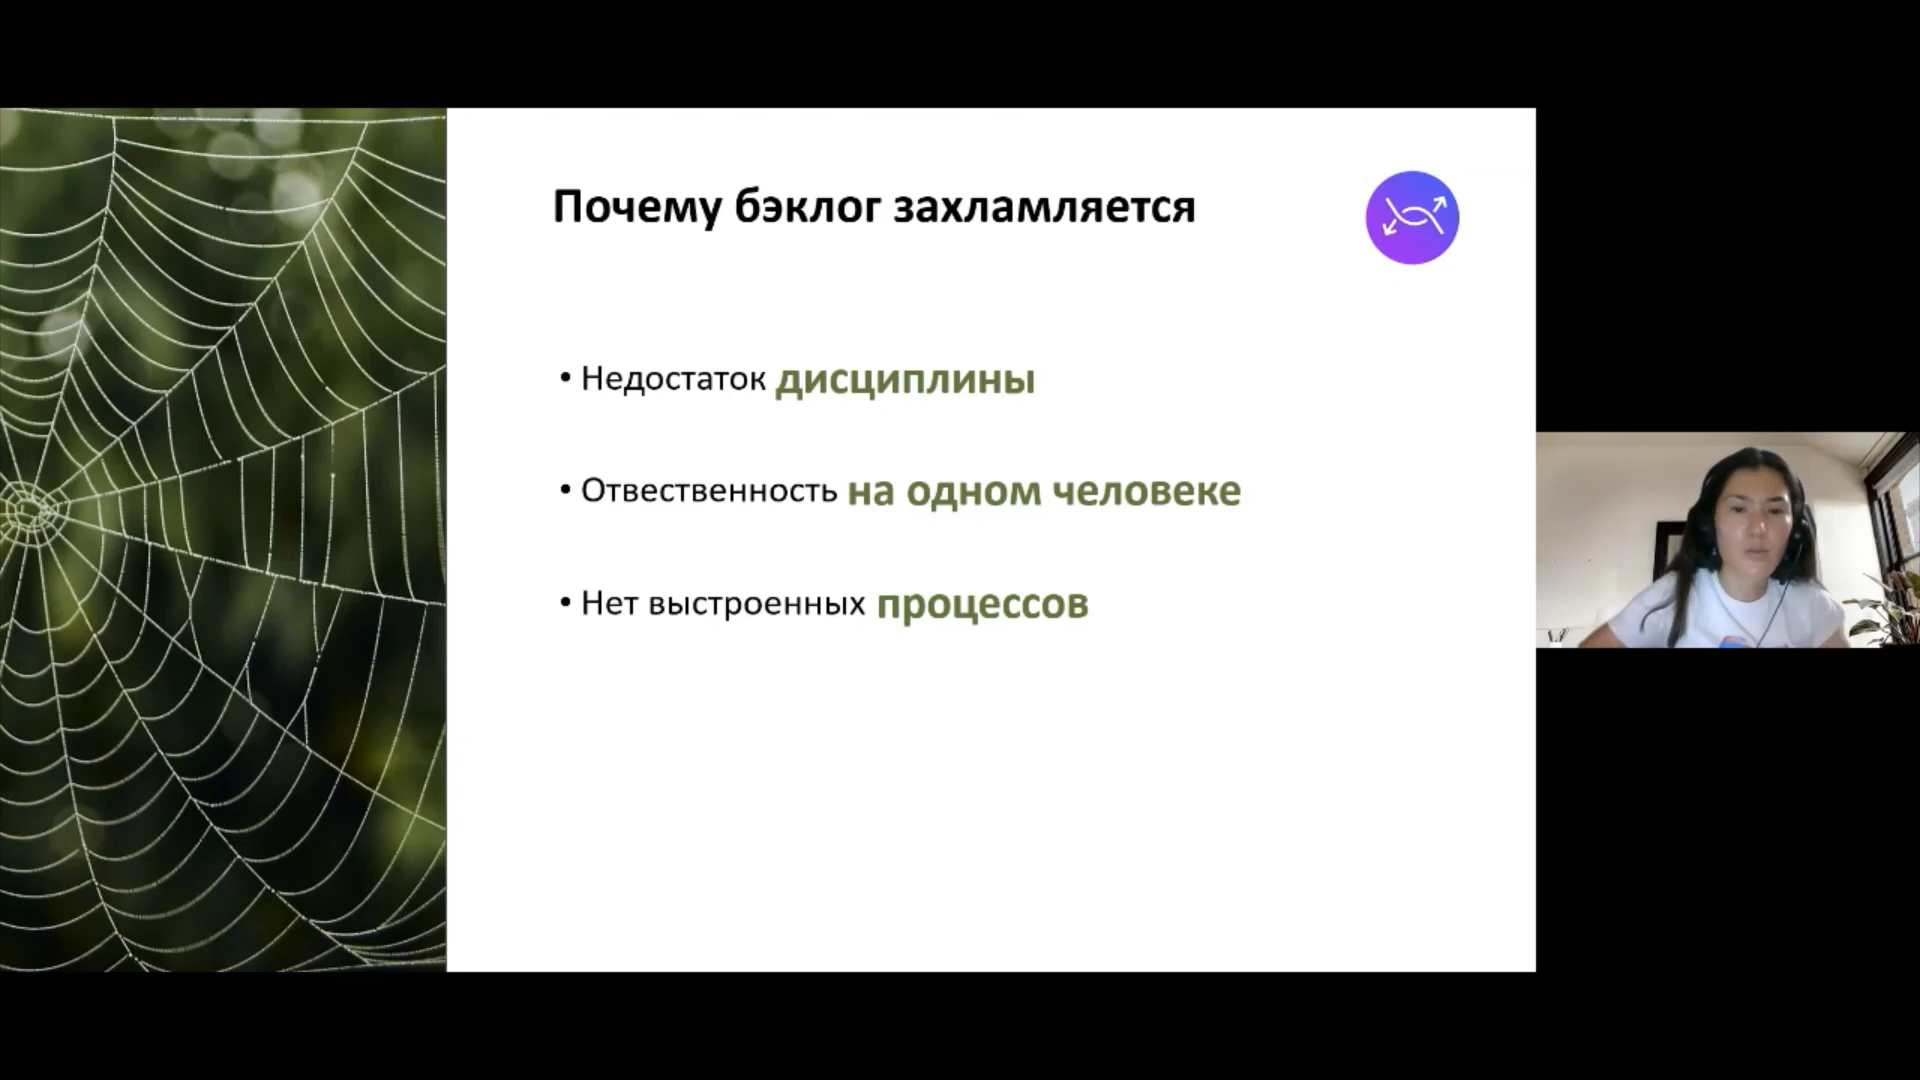 Почему бэклог захламляется
• Недостаток дисциплины
• Отвественность на одном человеке
• Нет выстроенных процессов